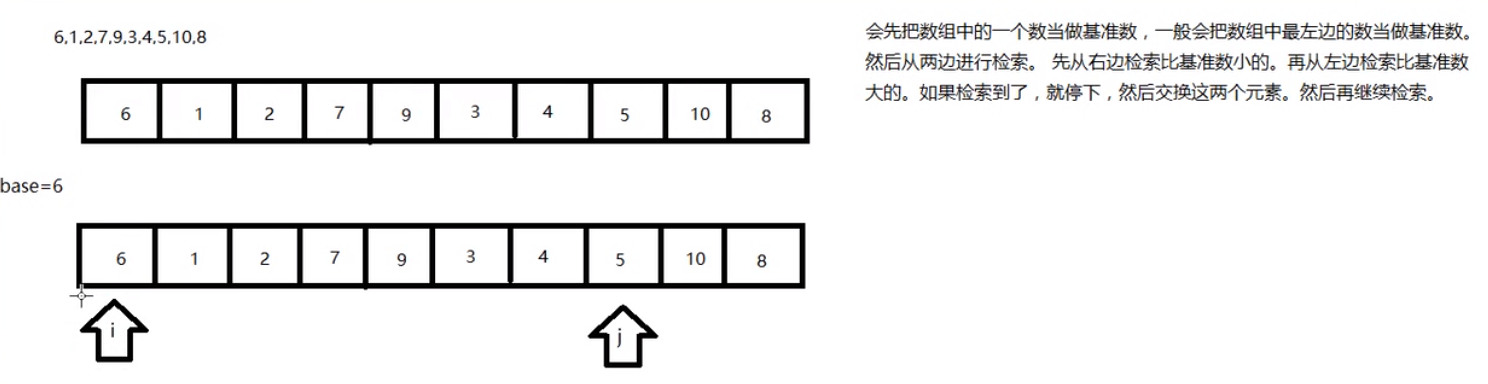 6,1,2,7,9,3,4,5,10,8
会先把数组中的一个数当做基准数，一般会把数组中最左边的数当做基准数。
然后从两边进行检索。 先从右边检索比基准数小的。再从左边检索比基准数
大的。如果检索到了，就停下，然后交换这两个元素。然后再继续检索。
6 1 2 7 9 3 4 5 10 8
base=6
6 1 2 7 9 3 4 5 10 8
i j